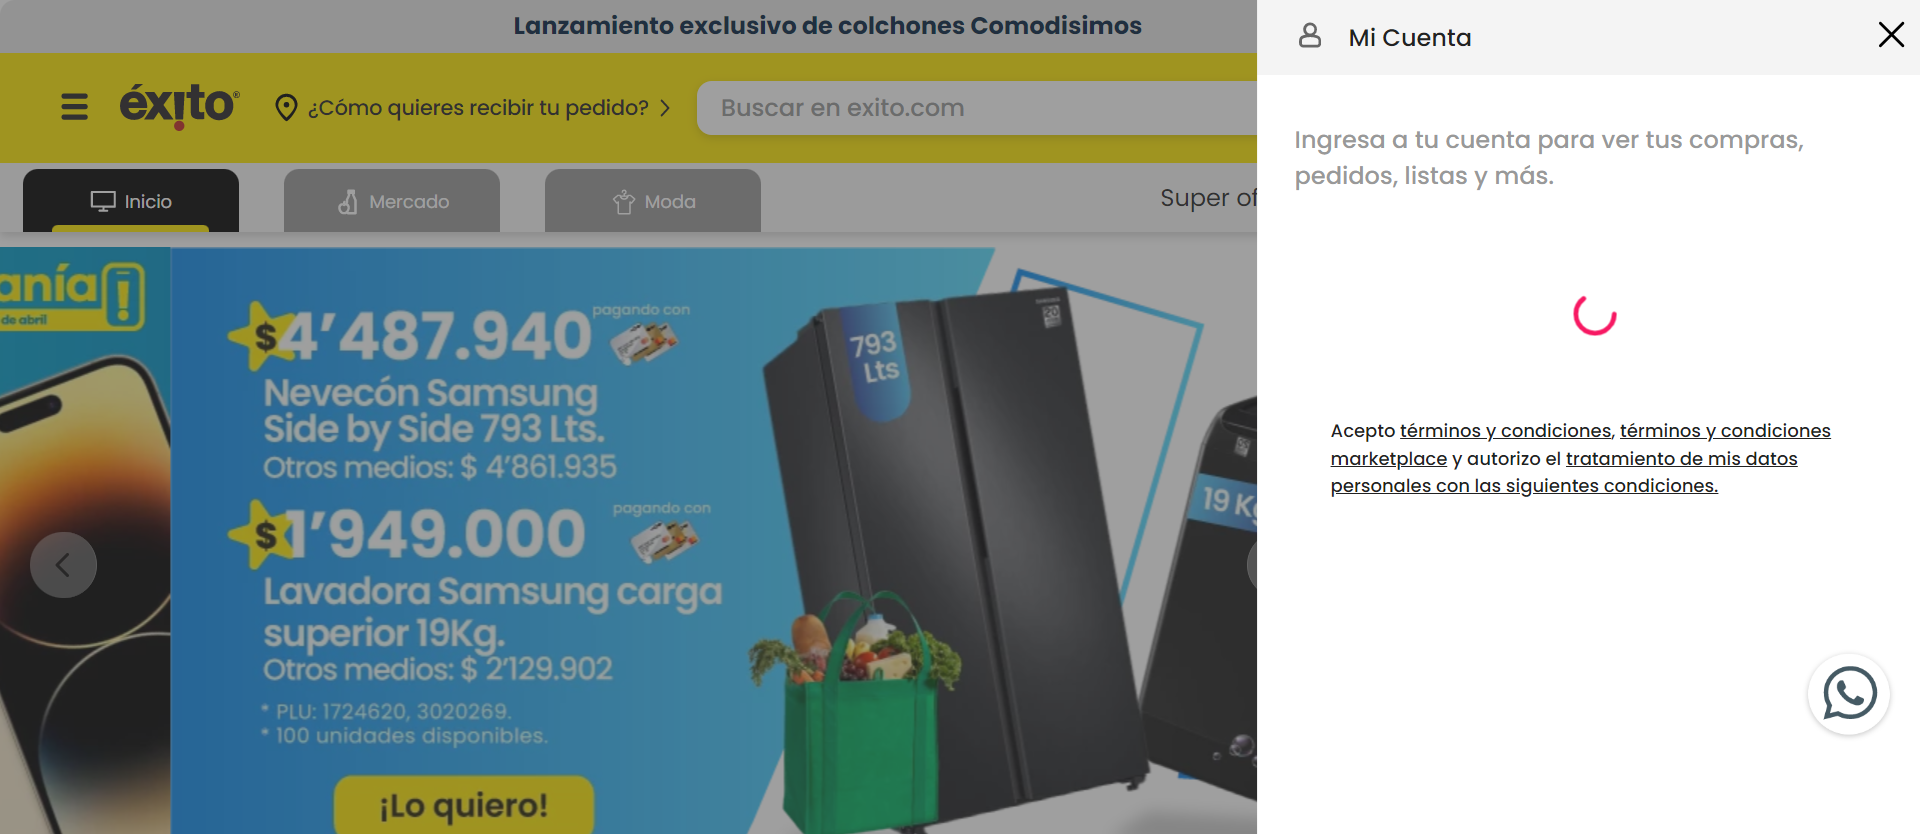 Lanzamiento exclusivo de colchones Comodisimos
éxito®
¿Cómo quieres recibir tu pedido?
Buscar en exito.com
Inicio
Mercado
Moda
Super of
anía
de abril
$4'487.940
pagando con
Nevecón Samsung
Side by Side 793 Lts.
Otros medios: $ 4'861.935
$1'949.000
pagando con
Lavadora Samsung carga
superior 19Kg.
Otros medios: $ 2'129.902
* PLU: 1724620, 3020269.
* 100 unidades disponibles.
¡Lo quiero!
793
Lts
19 Kg
Mi Cuenta
Ingresa a tu cuenta para ver tus compras,
pedidos, listas y más.
Acepto términos y condiciones, términos y condiciones
marketplace y autorizo el tratamiento de mis datos
personales con las siguientes condiciones.